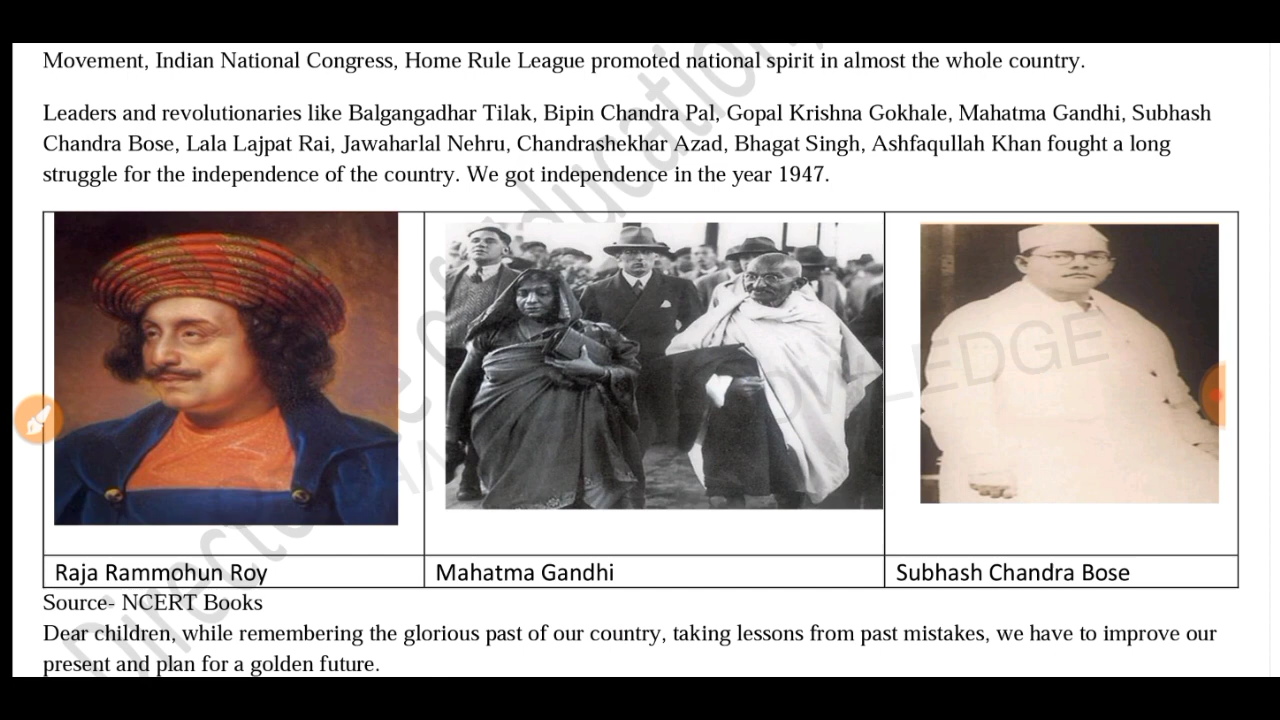 Movement, Indian National Congress, Home Rule League promoted national spirit in almost the whole country.
Leaders and revolutionaries like Balgangadhar Tilak, Bipin Chandra Pal, Gopal Krishna Gokhale, Mahatma Gandhi, Subhash
Chandra Bose, Lala Lajpat Rai, Jawaharlal Nehru, Chandrashekhar Azad, Bhagat Singh, Ashfaqullah Khan fought a long
struggle for the independence of the country. We got independence in the year 1947.
Raja Rammohun Roy
Mahatma Gandhi
Subhash Chandra Bose
Source- NCERT Books
Dear children, while remembering the glorious past of our country, taking lessons from past mistakes, we have to improve our
present and plan for a golden future.